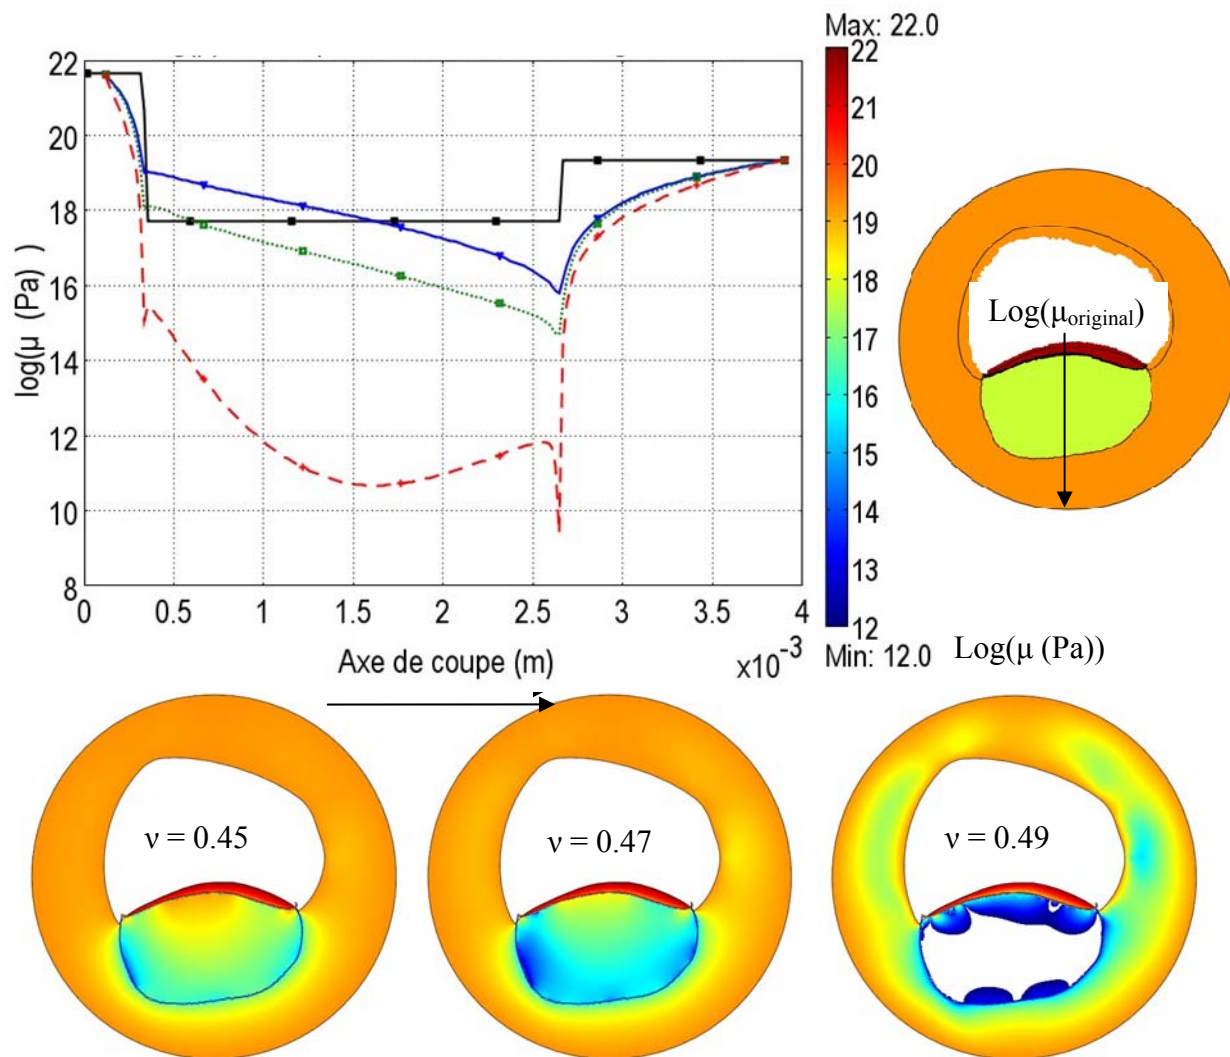 Max: 22.0
22
21
20
19
18
17
16
15
14
13
12
Min: 12.0
Log(μ (Pa))
22
20
18
16
14
12
10
8
log(μ (Pa) )
0
0.5
1
1.5
2
2.5
3
3.5
4
x10⁻³
Axe de coupe (m)
Log(μoriginal)
ν = 0.45
ν = 0.47
ν = 0.49